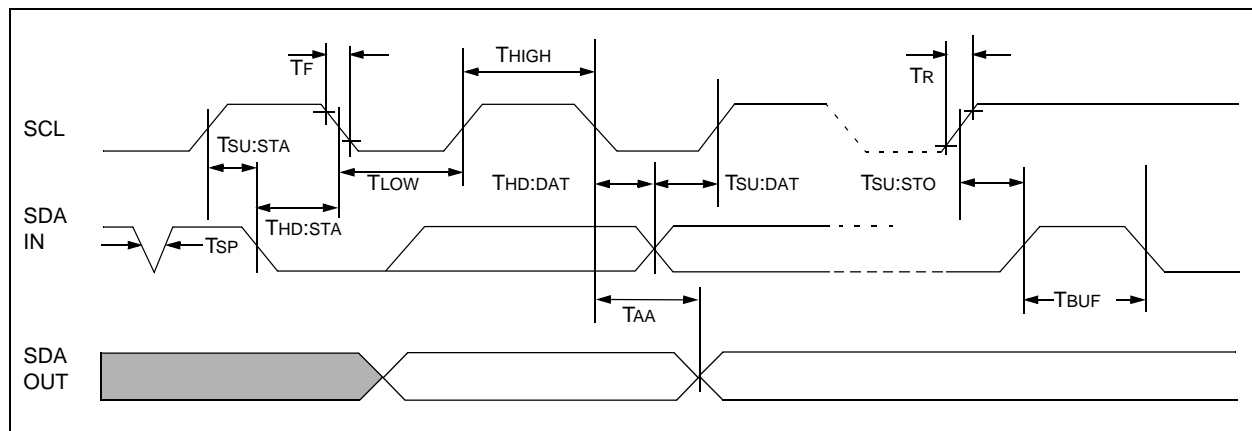 TF
THIGH
TR
SCL
TSU:STA
TLOW
THD:DAT
TSU:DAT
TSU:STO
SDA
IN
TSP
THD:STA
TBUF
TAA
SDA
OUT